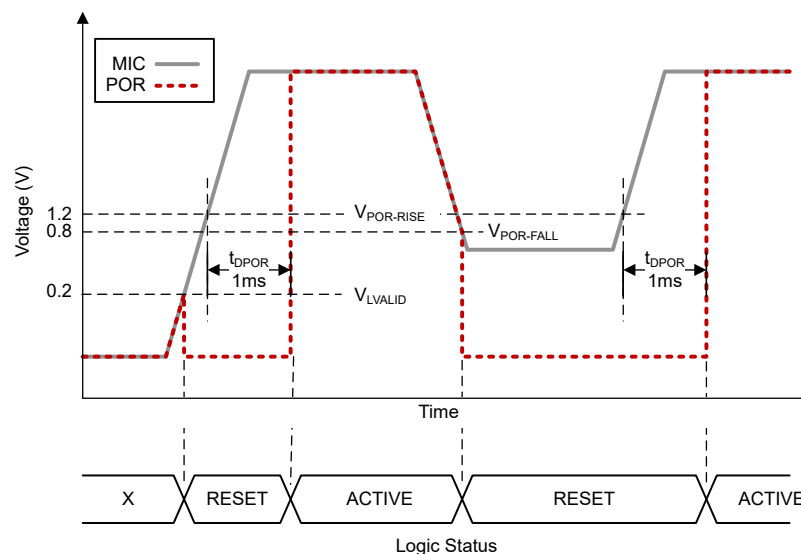 MIC
POR
Voltage (V)
1.2
0.8
0.2
VPOR-RISE
VPOR-FALL
VLVALID
tDPOR
1ms
tDPOR
1ms
Time
X
RESET
ACTIVE
RESET
ACTIVE
Logic Status